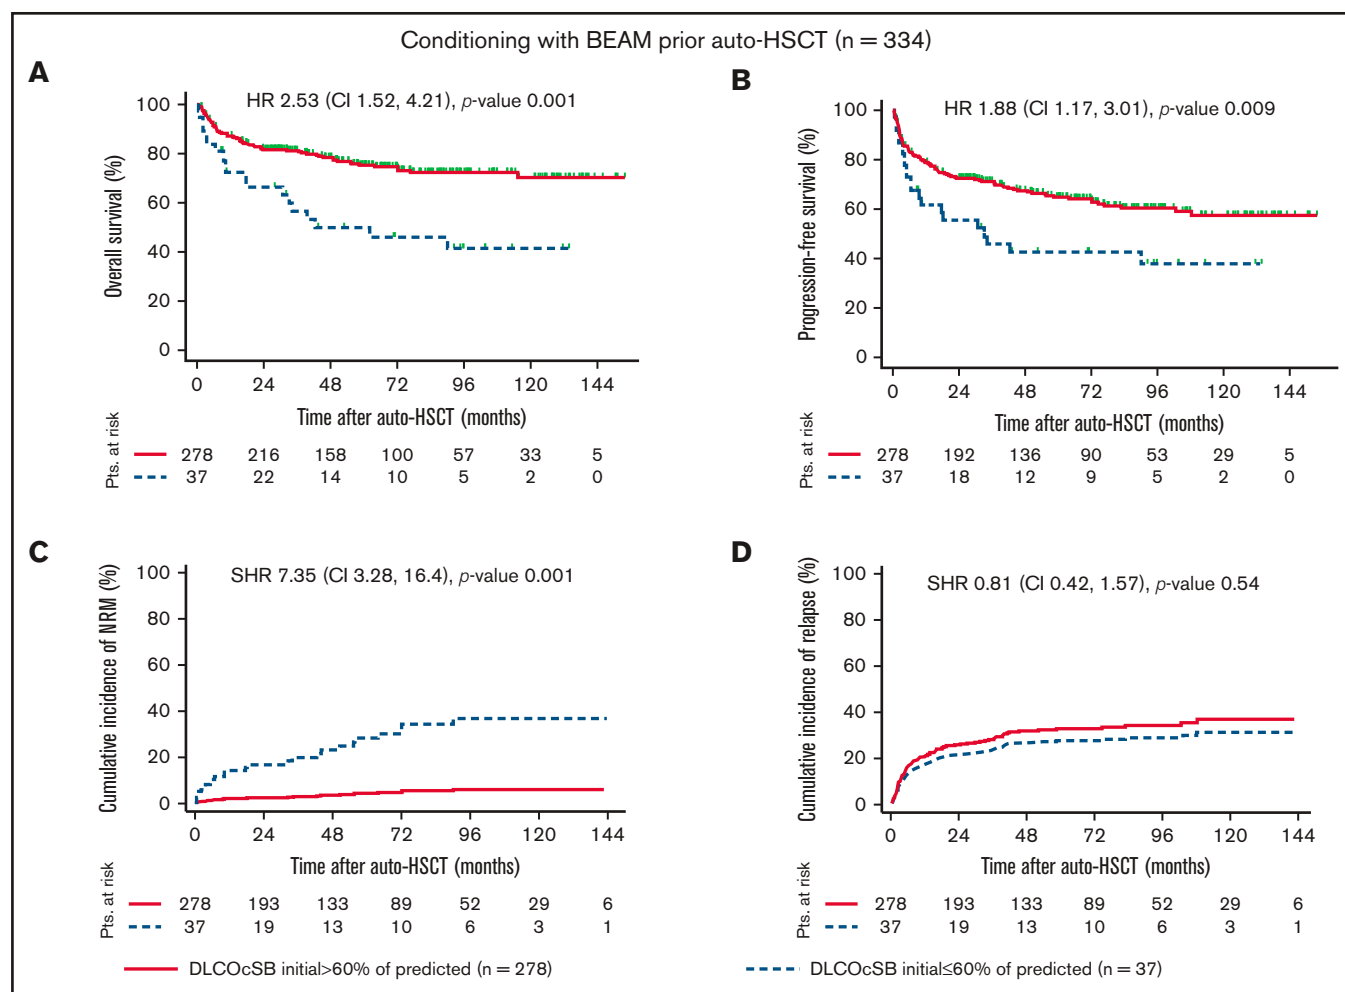 Conditioning with BEAM prior auto-HSCT (n = 334)
A
HR 2.53 (CI 1.52, 4.21), p-value 0.001
Overall survival (%)
100
80
60
40
20
0
0 24 48 72 96 120 144
Time after auto-HSCT (months)
Pts. at risk
278 216 158 100 57 33 5
37 22 14 10 5 2 0
B
HR 1.88 (CI 1.17, 3.01), p-value 0.009
Progression-free survival (%)
100
80
60
40
20
0
0 24 48 72 96 120 144
Time after auto-HSCT (months)
Pts. at risk
278 192 136 90 53 29 5
37 18 12 9 5 2 0
C
SHR 7.35 (CI 3.28, 16.4), p-value 0.001
Cumulative incidence of NRM (%)
100
80
60
40
20
0
0 24 48 72 96 120 144
Time after auto-HSCT (months)
Pts. at risk
278 193 133 89 52 29 6
37 19 13 10 6 3 1
D
SHR 0.81 (CI 0.42, 1.57), p-value 0.54
Cumulative incidence of relapse (%)
100
80
60
40
20
0
0 24 48 72 96 120 144
Time after auto-HSCT (months)
Pts. at risk
278 193 133 89 52 29 6
37 19 13 10 6 3 1
DLCOcSB initial>60% of predicted (n = 278)
DLCOcSB initial≤60% of predicted (n = 37)